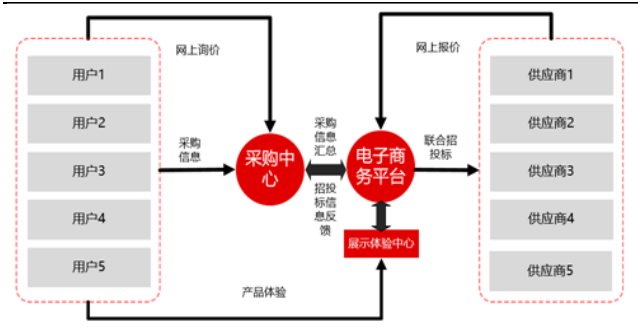 网上询价
网上报价
用户1
用户2
用户3
用户4
用户5
采购
信息
采购中
心
采购
信息
汇总
招投
标信
息反
馈
电子商
务平台
联合招
投标
展示体验中心
产品体验
供应商1
供应商2
供应商3
供应商4
供应商5